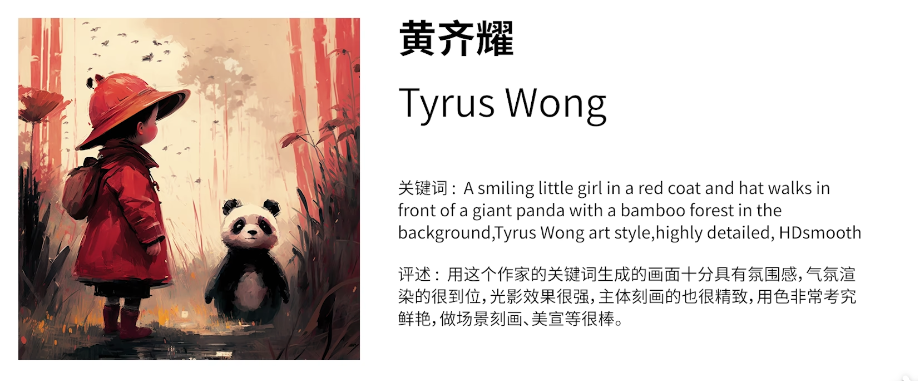 黄齐耀
Tyrus Wong
关键词：A smiling little girl in a red coat and hat walks in
front of a giant panda with a bamboo forest in the
background,Tyrus Wong art style,highly detailed, HDsmooth
评述：用这个作家的关键词生成的画面十分具有氛围感，气氛渲
染的很到位，光影效果很强，主体刻画的也很精致，用色非常考究
鲜艳，做场景刻画、美宣等很棒。